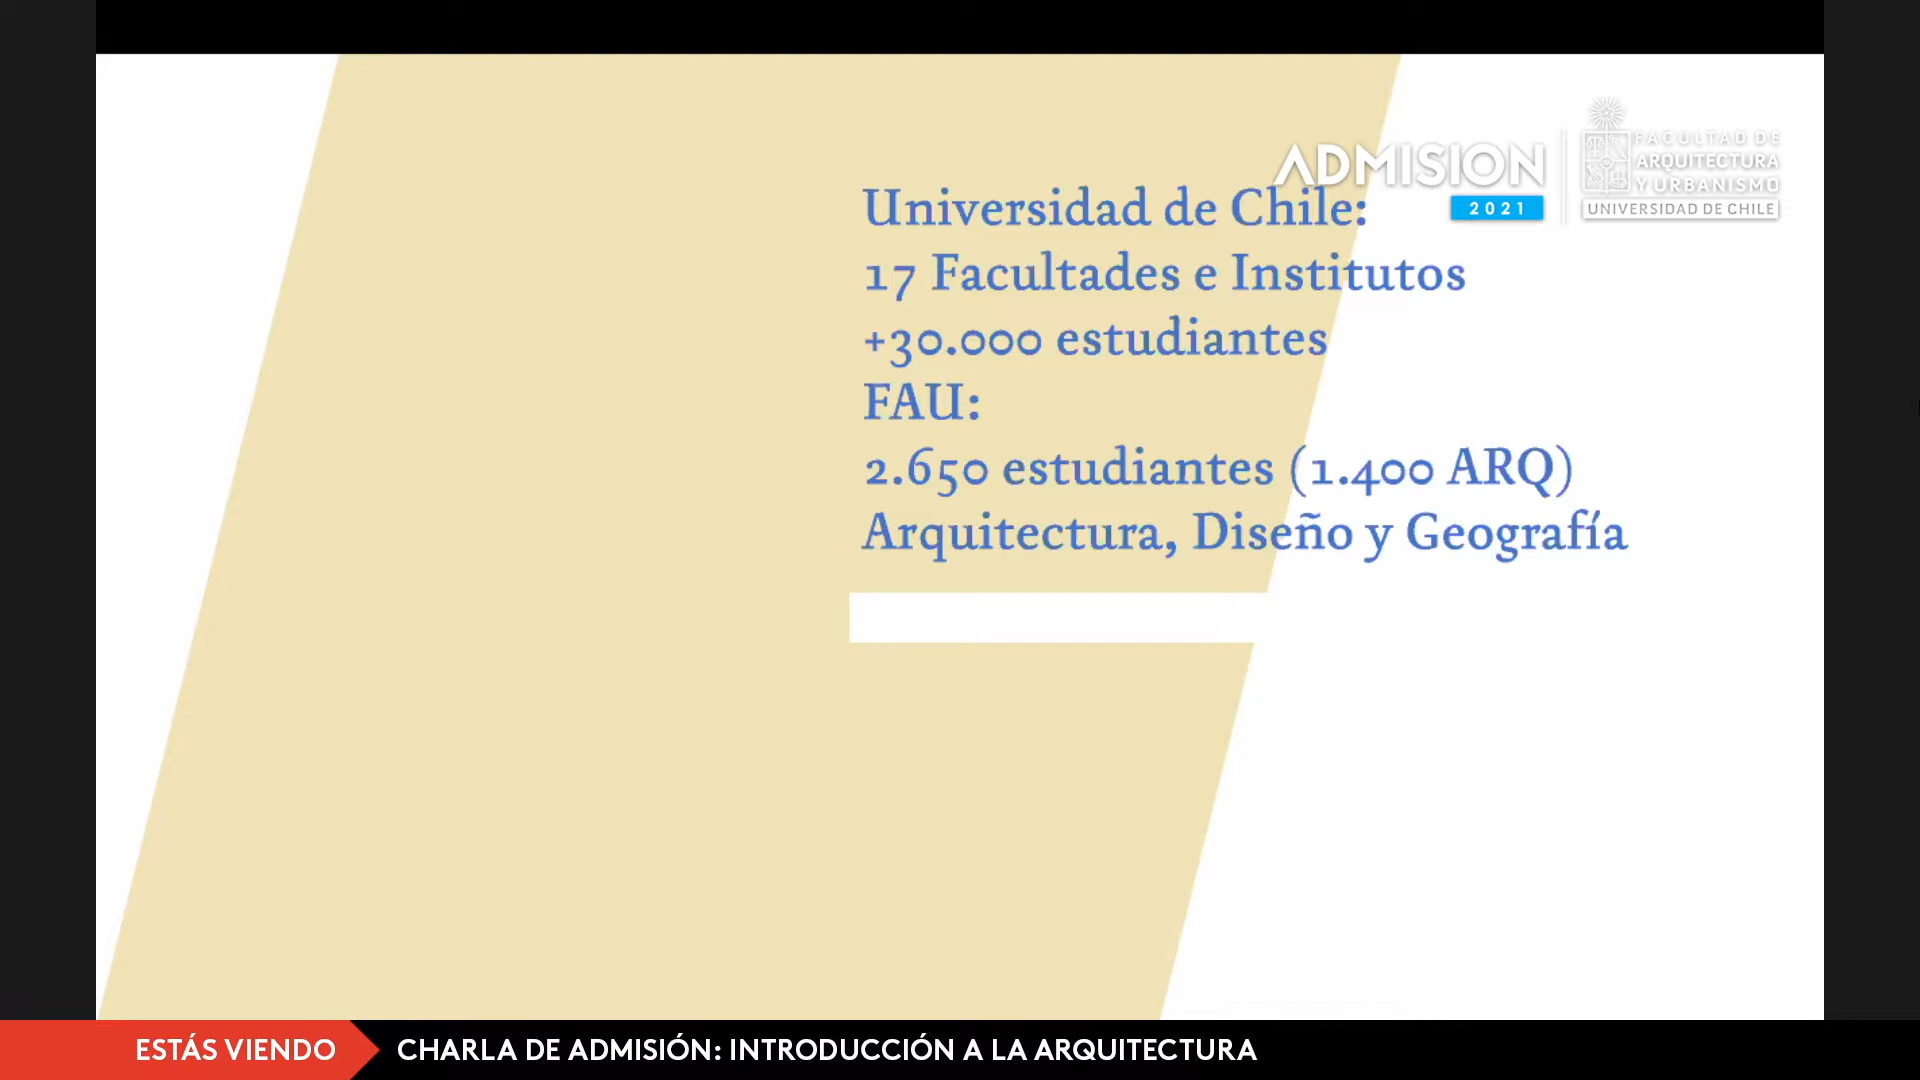 ADMISION
2021
FACULTAD DE
ARQUITECTURA
Y URBANISMO
UNIVERSIDAD DE CHILE
Universidad de Chile:
17 Facultades e Institutos
+30.000 estudiantes
FAU:
2.650 estudiantes (1.400 ARQ)
Arquitectura, Diseño y Geografía
ESTÁS VIENDO
CHARLA DE ADMISIÓN: INTRODUCCIÓN A LA ARQUITECTURA